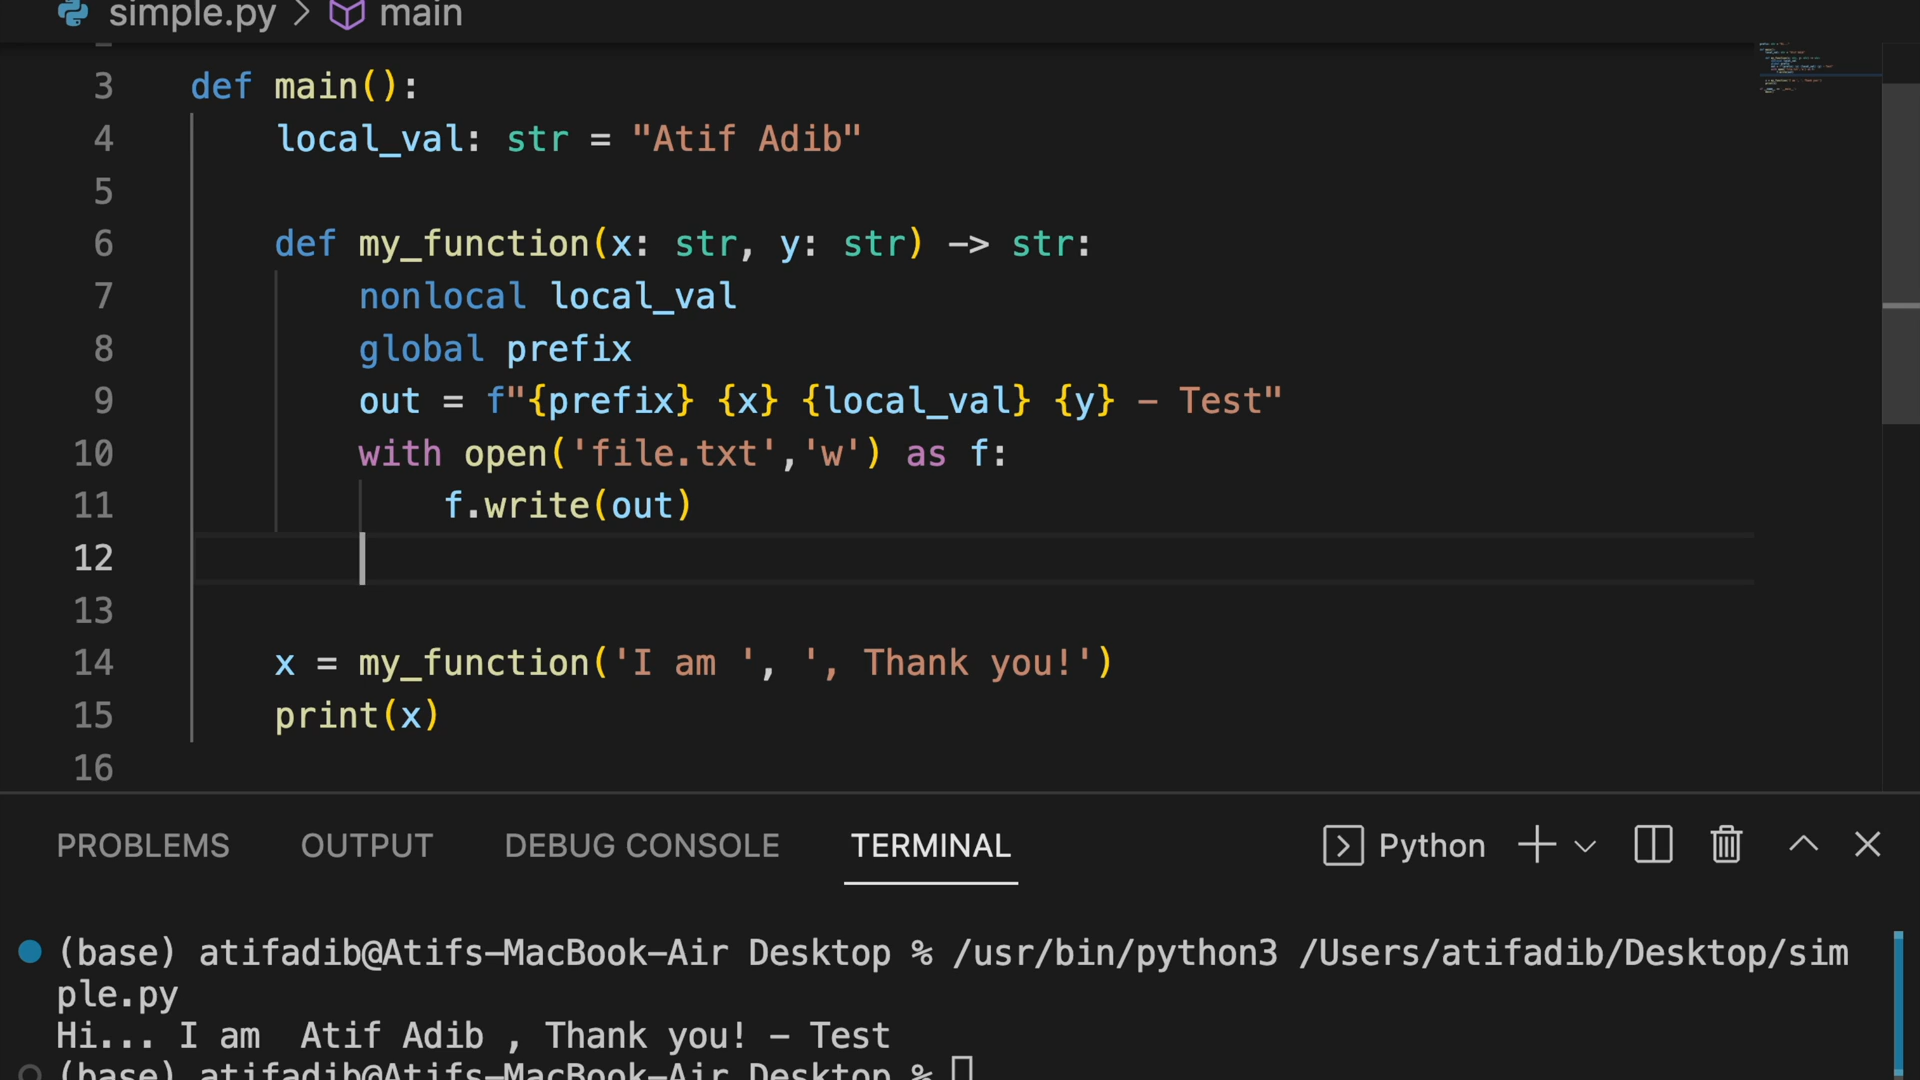 simple.py > main
3 def main():
4 local_val: str = "Atif Adib"
5
6 def my_function(x: str, y: str) -> str:
7 nonlocal local_val
8 global prefix
9 out = f"{prefix} {x} {local_val} {y} - Test"
10 with open('file.txt','w') as f:
11 f.write(out)
12
13
14 x = my_function('I am ', ', Thank you!')
15 print(x)
16
PROBLEMS OUTPUT DEBUG CONSOLE TERMINAL Python
(base) atifadib@Atifs-MacBook-Air Desktop % /usr/bin/python3 /Users/atifadib/Desktop/sim
ple.py
Hi... I am  Atif Adib , Thank you! - Test
(base) atifadib@Atifs-MacBook-Air Desktop %